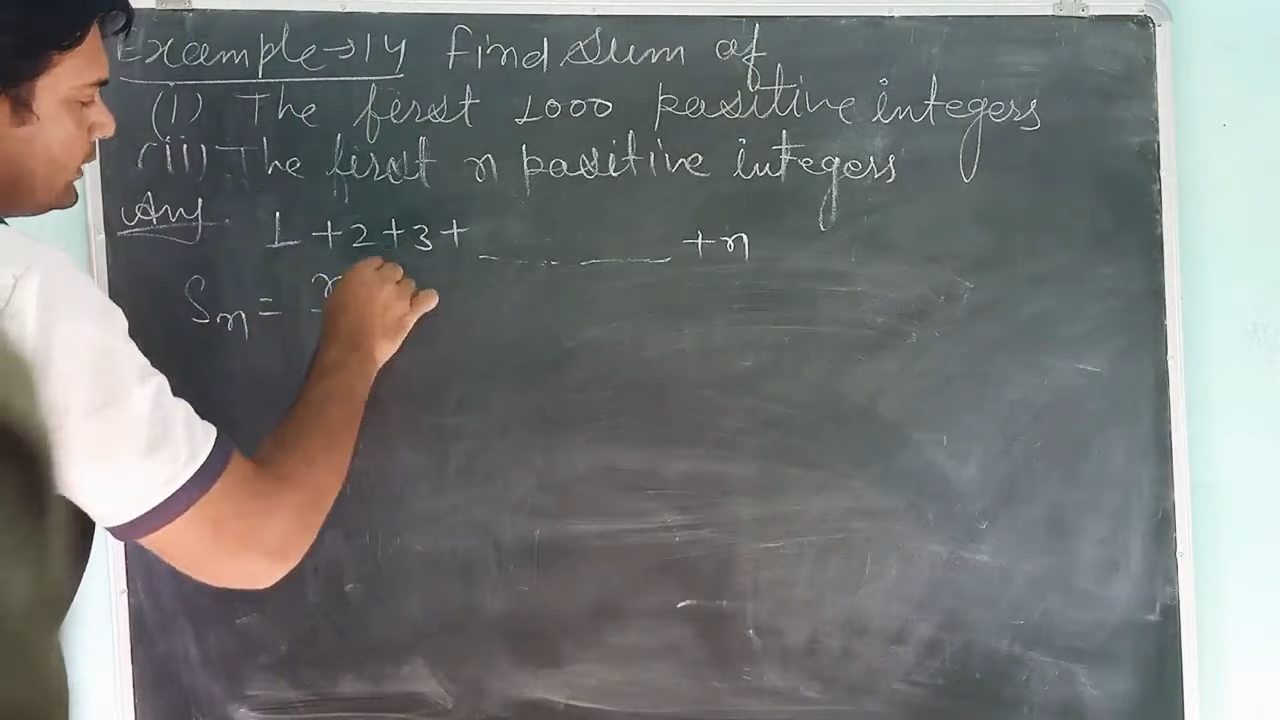 Example→14 Find Sum of
(i) The first 1000 positive integers
(ii) The first n positive integers
Ans 1+2+3+ _ _ _ +n
Sn=